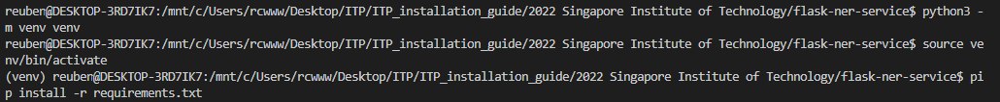 reuben@DESKTOP-3RD7IK7:/mnt/c/Users/rcwww/Desktop/ITP/ITP_installation_guide/2022 Singapore Institute of Technology/flask-ner-service$ python3 -
m venv venv
reuben@DESKTOP-3RD7IK7:/mnt/c/Users/rcwww/Desktop/ITP/ITP_installation_guide/2022 Singapore Institute of Technology/flask-ner-service$ source ve
nv/bin/activate
(venv) reuben@DESKTOP-3RD7IK7:/mnt/c/Users/rcwww/Desktop/ITP/ITP_installation_guide/2022 Singapore Institute of Technology/flask-ner-service$ pi
p install -r requirements.txt